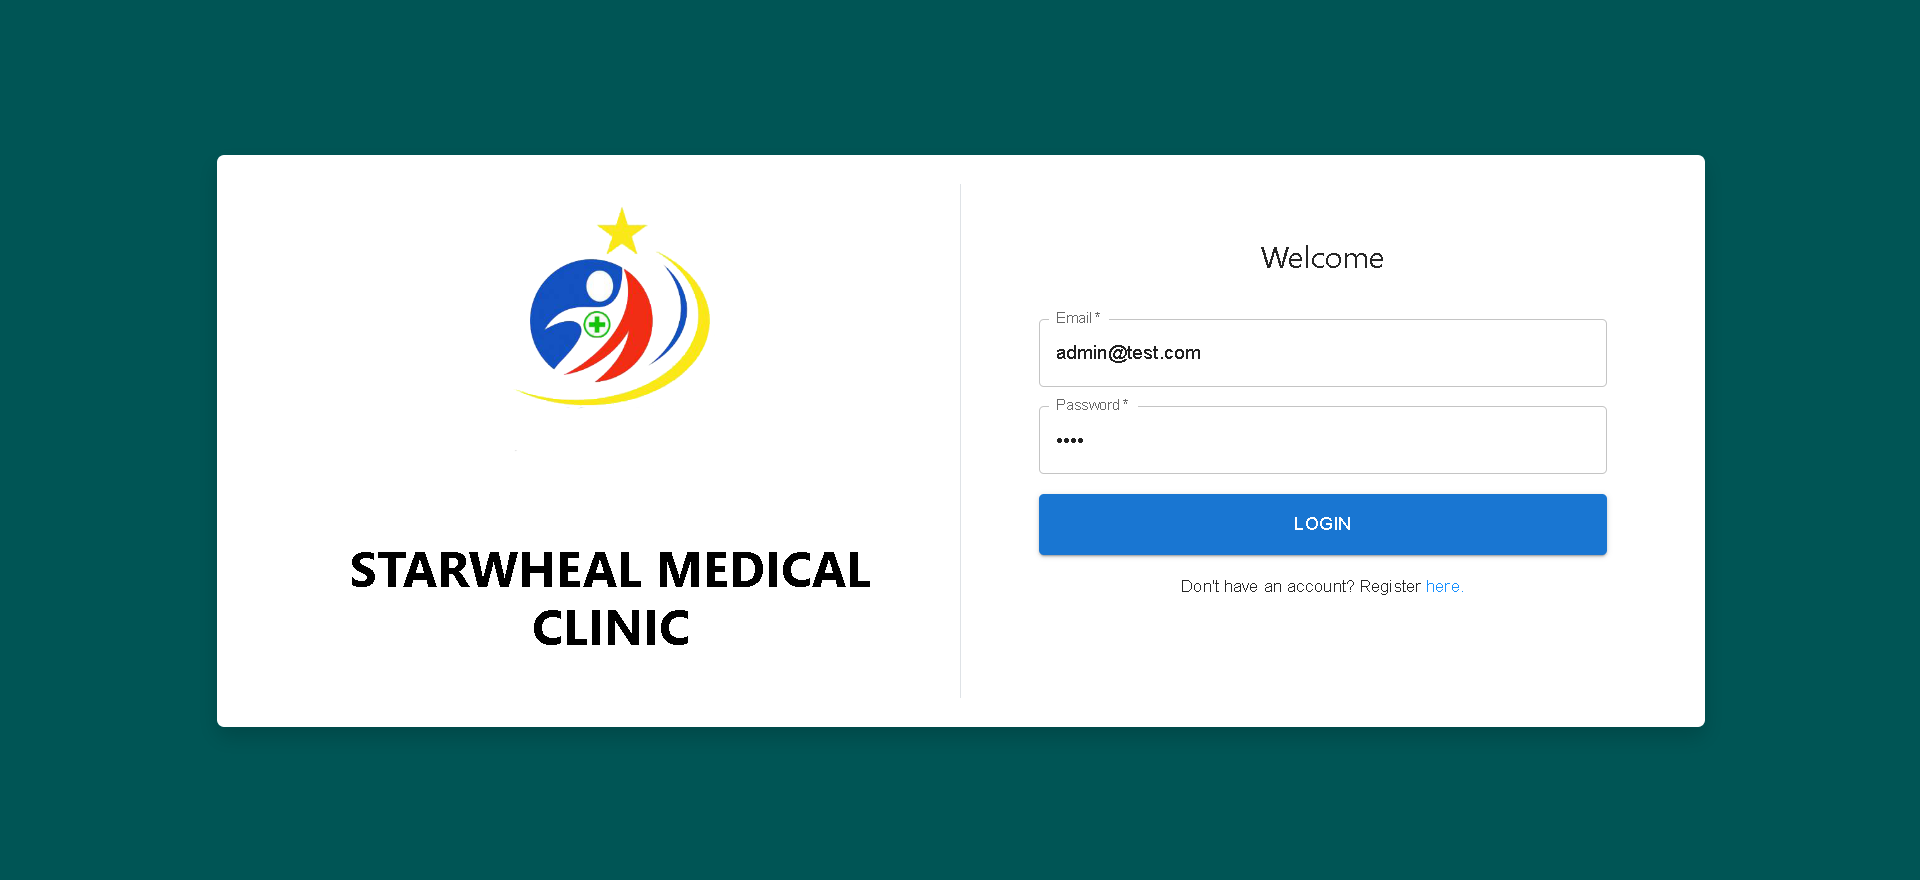 STARWHEAL MEDICAL
CLINIC
Welcome
Email *
admin@test.com
Password *
••••
LOGIN
Don't have an account? Register here.